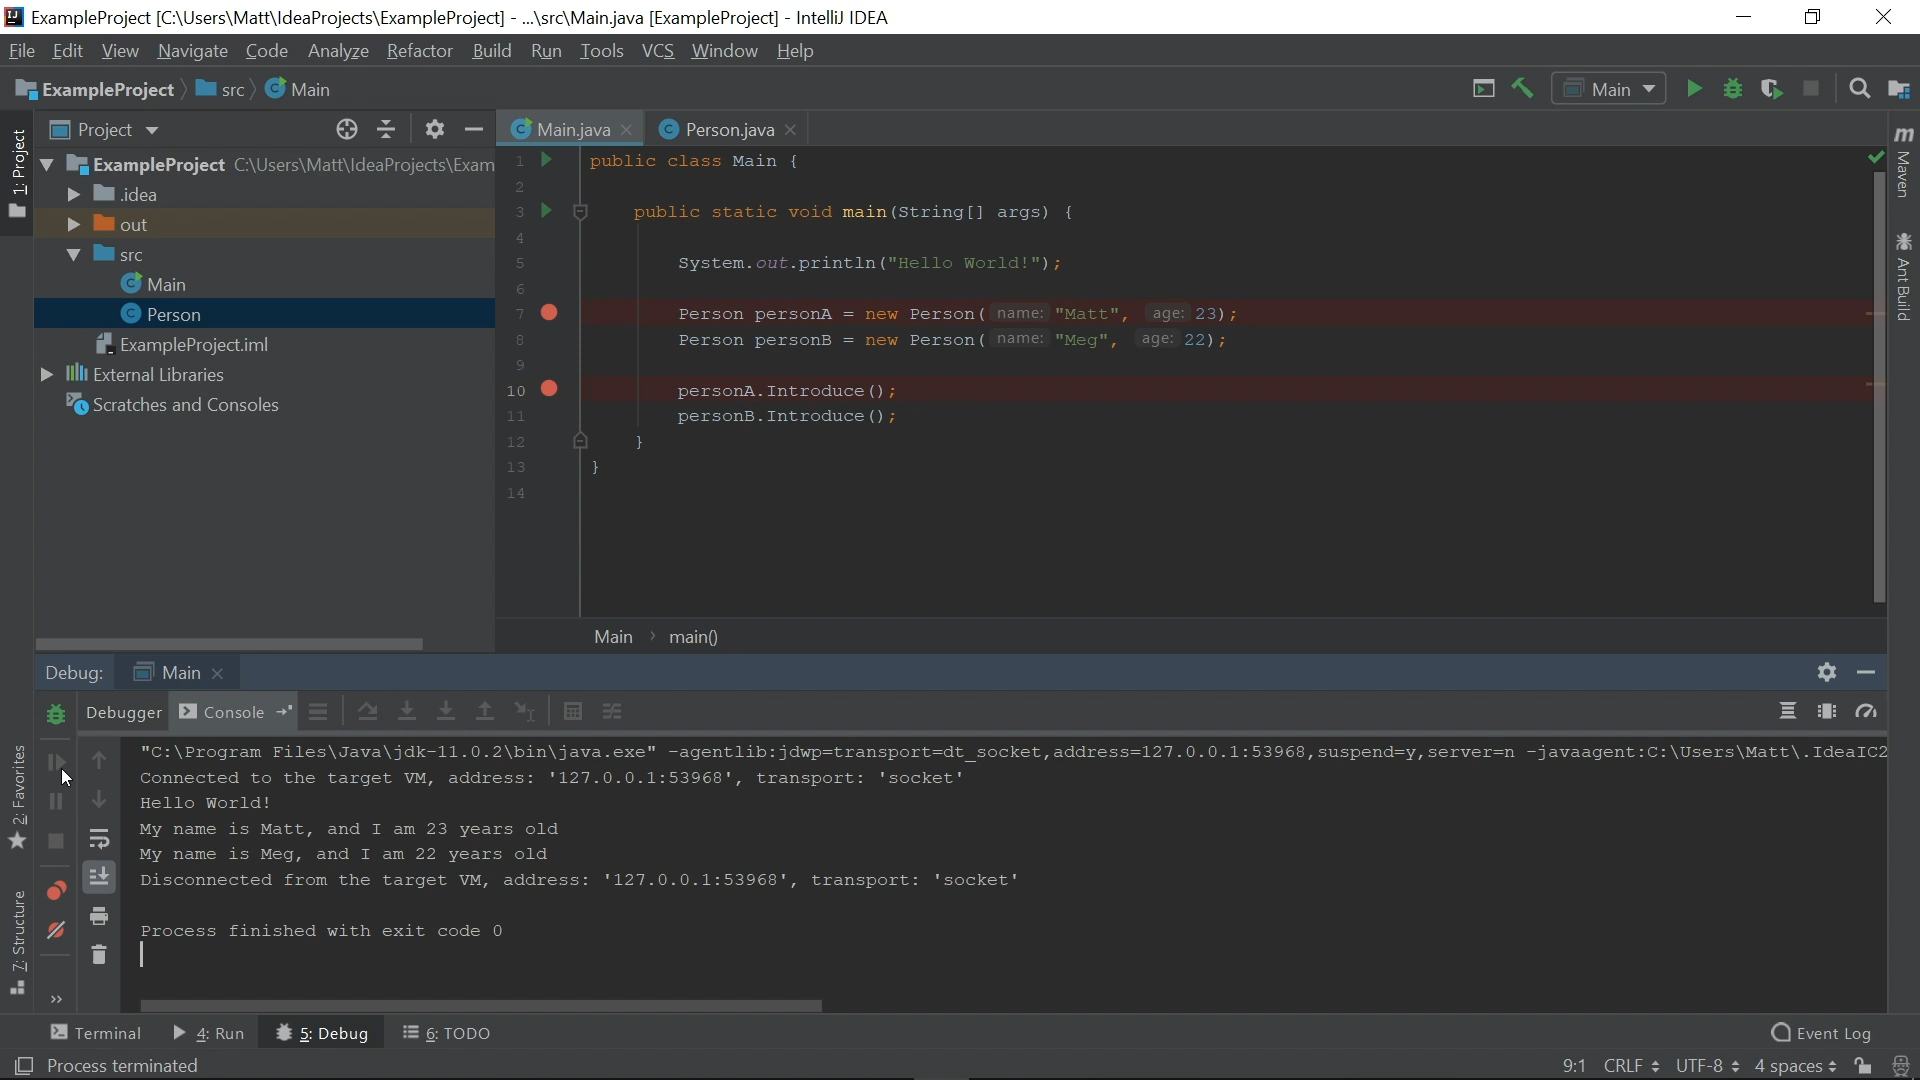 ExampleProject [C:\Users\Matt\IdeaProjects\ExampleProject] - ...\src\Main.java [ExampleProject] - IntelliJ IDEA
File Edit View Navigate Code Analyze Refactor Build Run Tools VCS Window Help
ExampleProject src Main
Main
1: Project
Project
Main.java Person.java
ExampleProject C:\Users\Matt\IdeaProjects\Exam
.idea
out
src
Main
Person
ExampleProject.iml
External Libraries
Scratches and Consoles
1 public class Main {
2
3 public static void main(String[] args) {
4
5 System.out.println("Hello World!");
6
7 Person personA = new Person( name: "Matt", age: 23);
8 Person personB = new Person( name: "Meg", age: 22);
9
10 personA.Introduce();
11 personB.Introduce();
12 }
13 }
14
Main main()
m Maven
Ant Build
Debug: Main
Debugger Console
"C:\Program Files\Java\jdk-11.0.2\bin\java.exe" -agentlib:jdwp=transport=dt_socket,address=127.0.0.1:53968,suspend=y,server=n -javaagent:C:\Users\Matt\.IdeaIC2
Connected to the target VM, address: '127.0.0.1:53968', transport: 'socket'
Hello World!
My name is Matt, and I am 23 years old
My name is Meg, and I am 22 years old
Disconnected from the target VM, address: '127.0.0.1:53968', transport: 'socket'
Process finished with exit code 0
2: Favorites
7: Structure
Terminal 4: Run 5: Debug 6: TODO Event Log
Process terminated 9:1 CRLF UTF-8 4 spaces